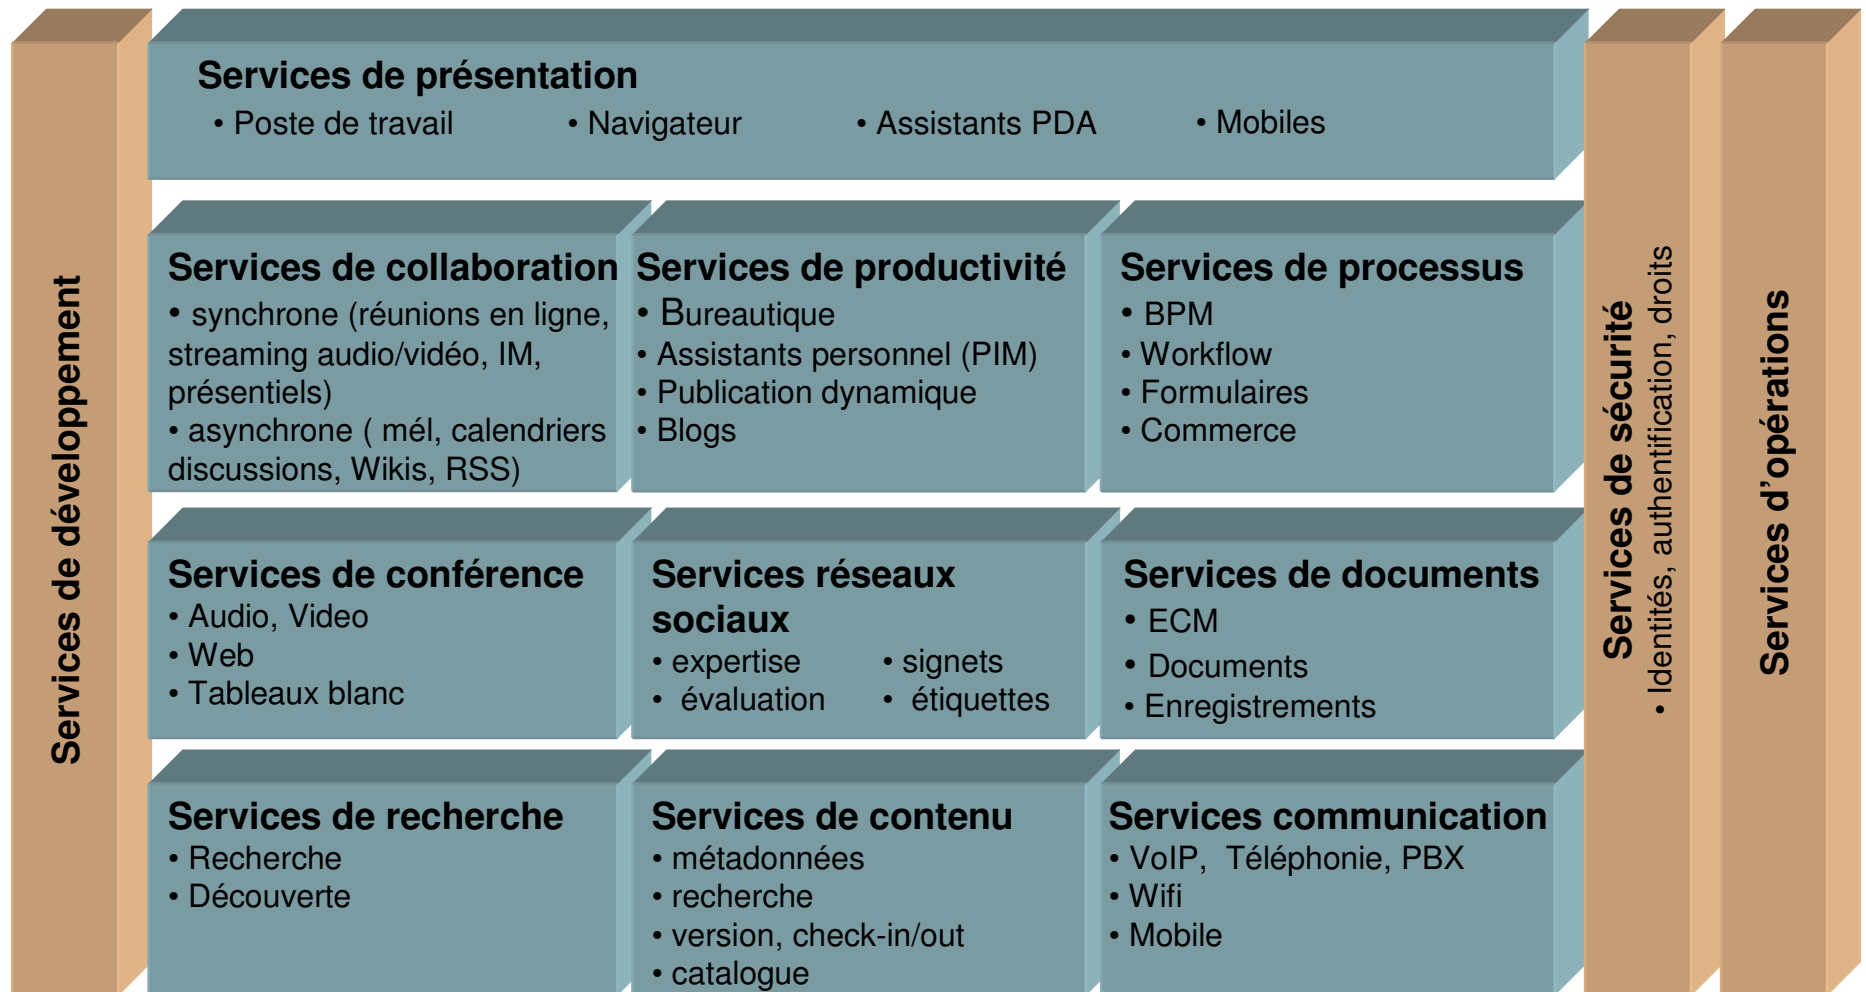 Services de développement
Services de présentation
• Poste de travail • Navigateur • Assistants PDA • Mobiles
Services de collaboration
• synchrone (réunions en ligne,
streaming audio/vidéo, IM,
présentiels)
• asynchrone ( mél, calendriers
discussions, Wikis, RSS)
Services de productivité
• Bureautique
• Assistants personnel (PIM)
• Publication dynamique
• Blogs
Services de processus
• BPM
• Workflow
• Formulaires
• Commerce
Services de conférence
• Audio, Video
• Web
• Tableaux blanc
Services réseaux
sociaux
• expertise • signets
• évaluation • étiquettes
Services de documents
• ECM
• Documents
• Enregistrements
Services de recherche
• Recherche
• Découverte
Services de contenu
• métadonnées
• recherche
• version, check-in/out
• catalogue
Services communication
• VoIP, Téléphonie, PBX
• Wifi
• Mobile
Services de sécurité
• Identités, authentification, droits
Services d'opérations